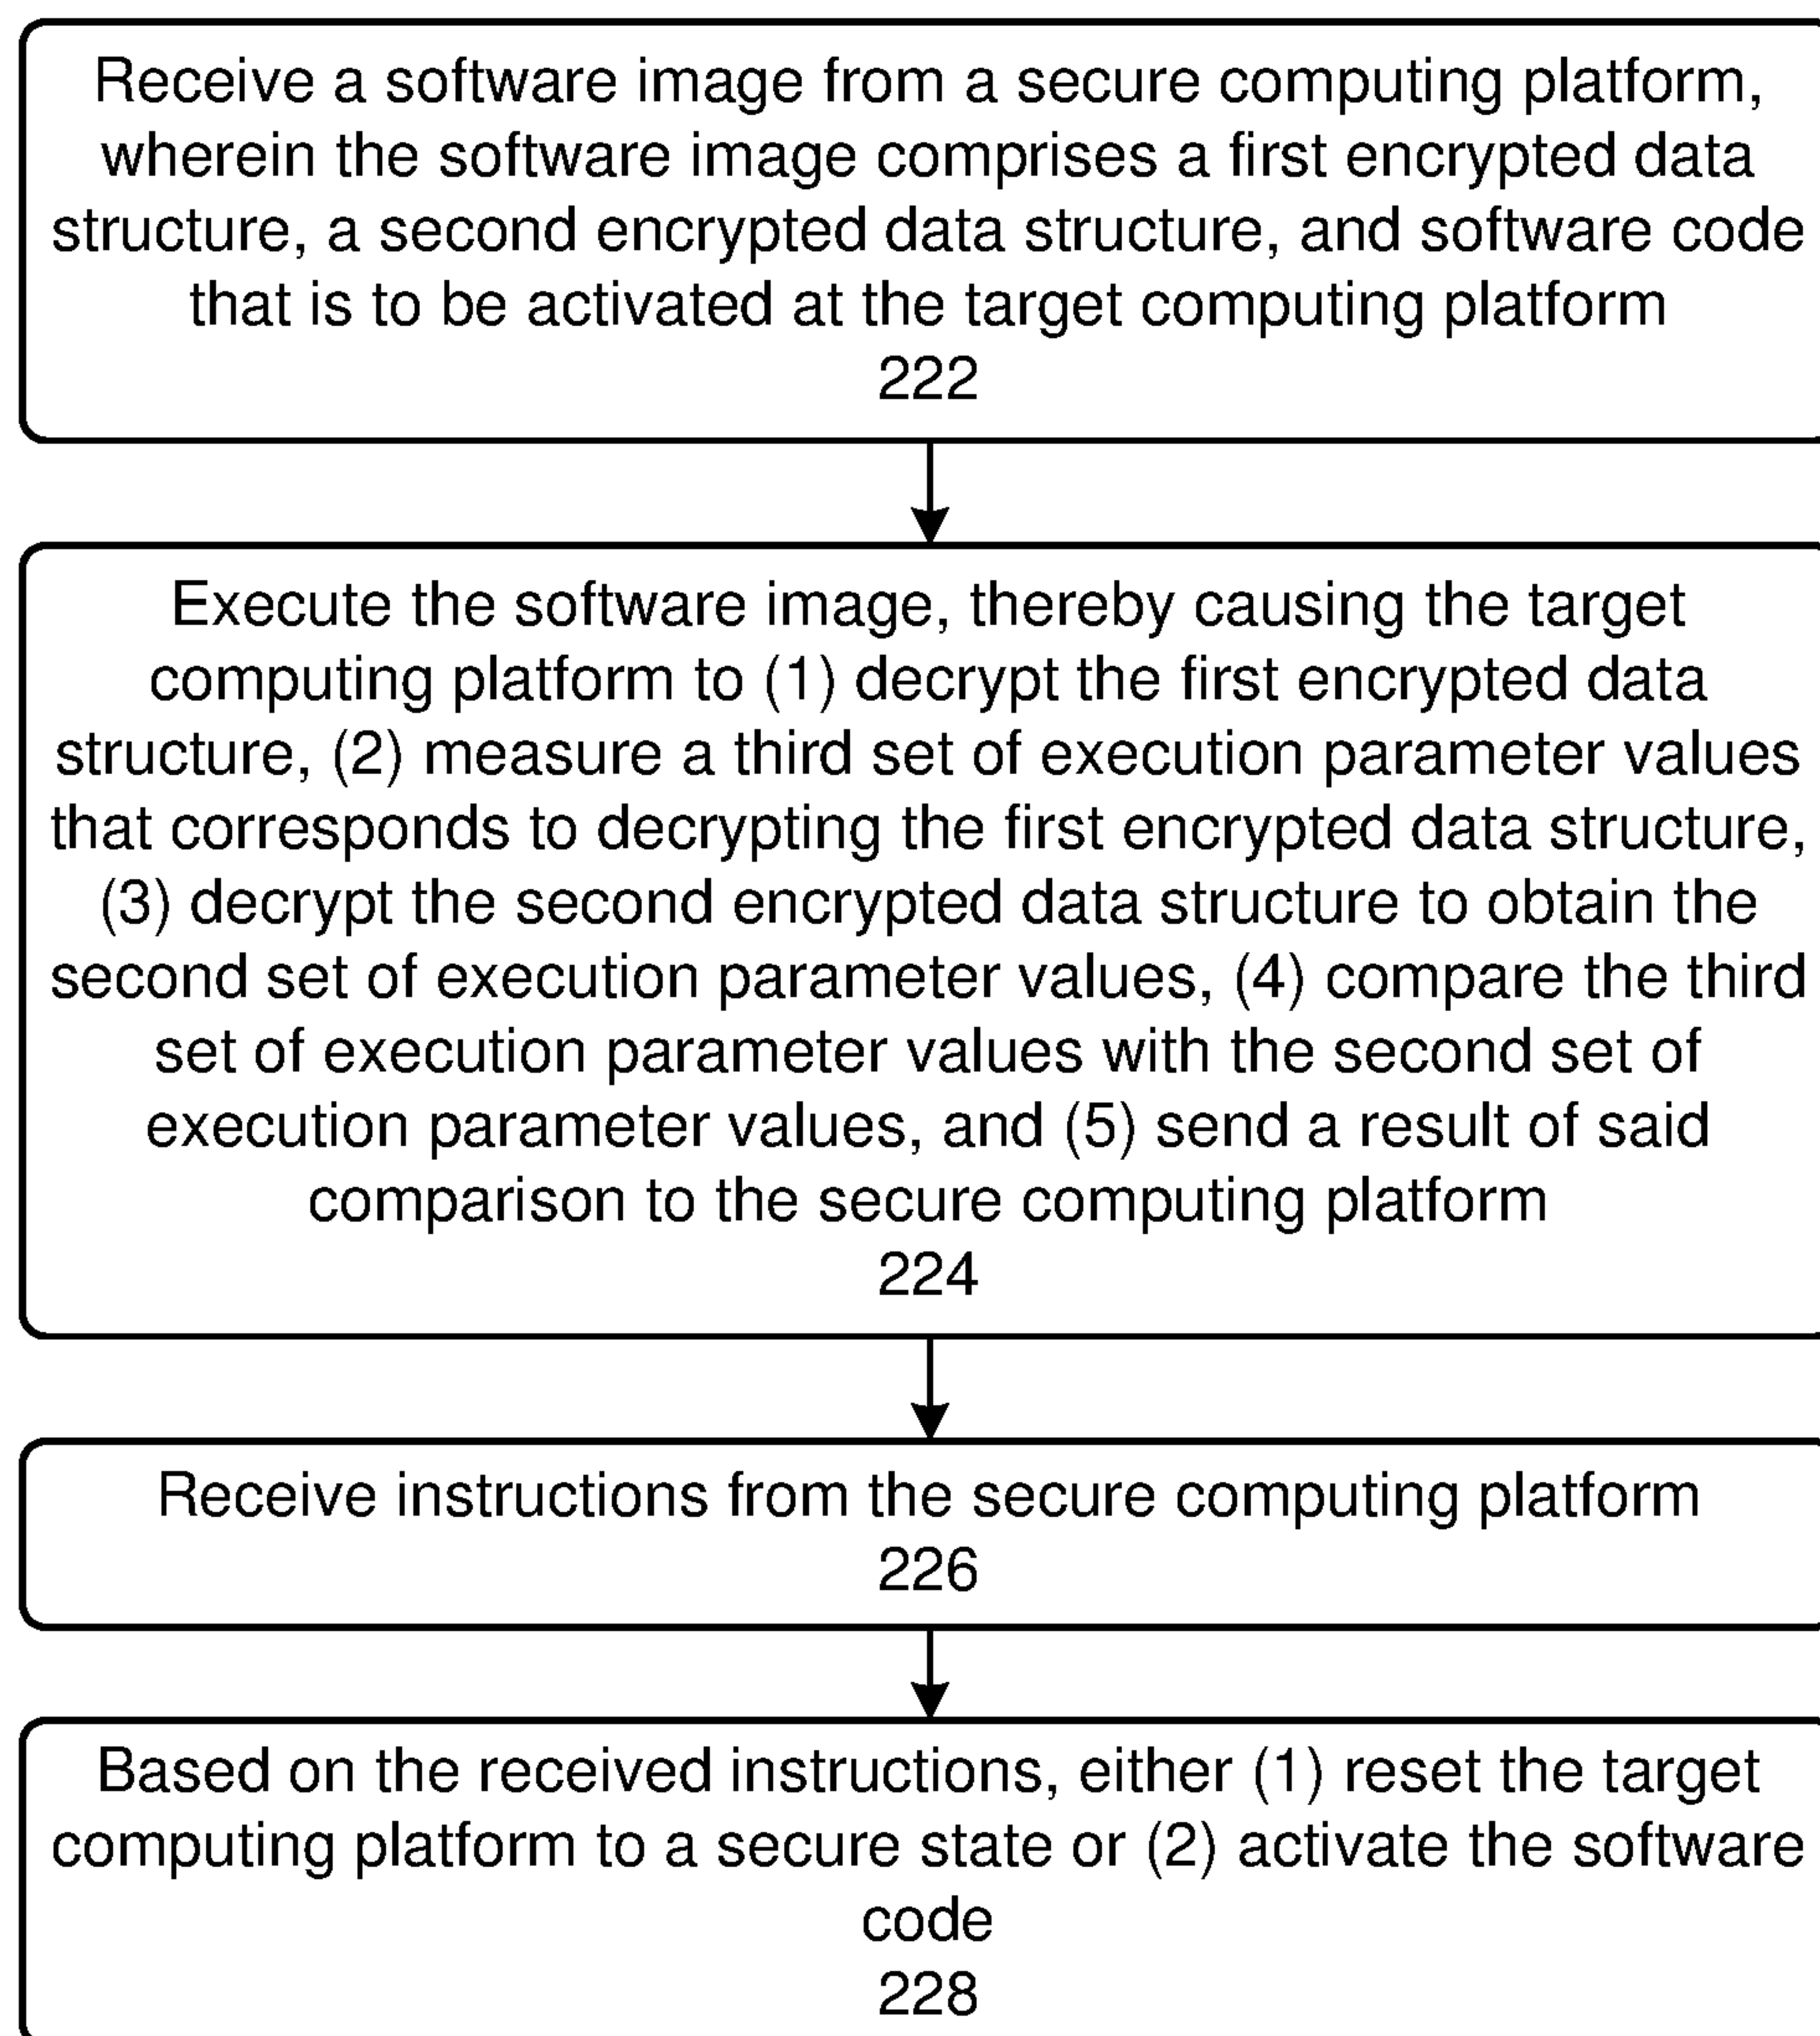 Receive a software image from a secure computing platform,
wherein the software image comprises a first encrypted data
structure, a second encrypted data structure, and software code
that is to be activated at the target computing platform
222
Execute the software image, thereby causing the target
computing platform to (1) decrypt the first encrypted data
structure, (2) measure a third set of execution parameter values
that corresponds to decrypting the first encrypted data structure,
(3) decrypt the second encrypted data structure to obtain the
second set of execution parameter values, (4) compare the third
set of execution parameter values with the second set of
execution parameter values, and (5) send a result of said
comparison to the secure computing platform
224
Receive instructions from the secure computing platform
226
Based on the received instructions, either (1) reset the target
computing platform to a secure state or (2) activate the software
code
228